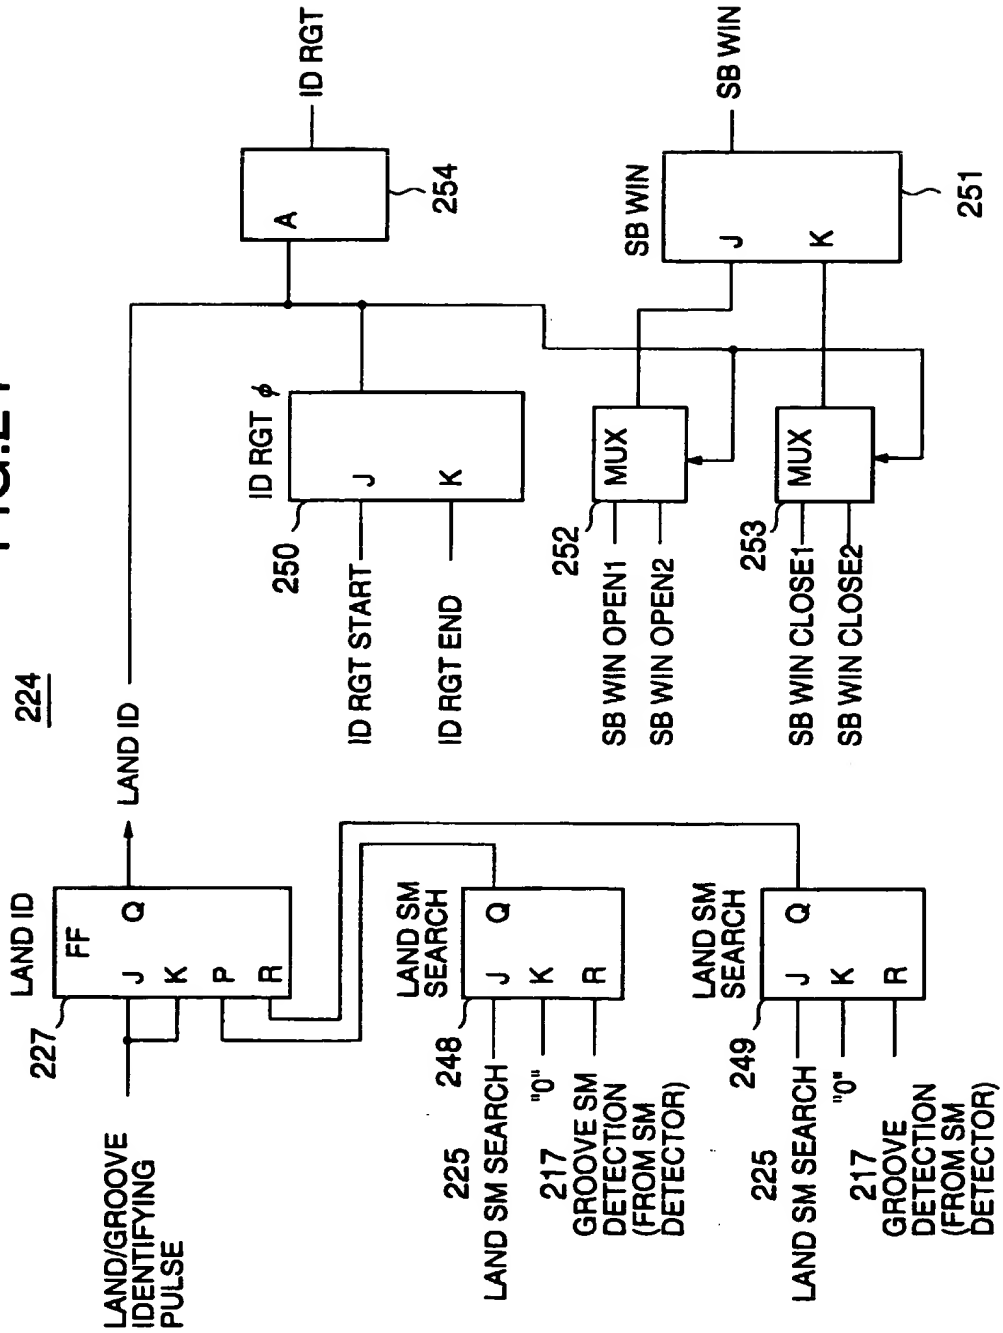 224
LAND ID
FF
227
J
Q
K
P
R
LAND/GROOVE
IDENTIFYING
PULSE
LAND ID
A
ID RGT
254
ID RGT φ
250
J
K
ID RGT START
ID RGT END
LAND SM
SEARCH
248
J
Q
K
R
225
LAND SM SEARCH
"0"
217
GROOVE SM
DETECTION
(FROM SM
DETECTOR)
252
MUX
SB WIN OPEN1
SB WIN OPEN2
SB WIN
J
K
SB WIN
251
253
MUX
SB WIN CLOSE1
SB WIN CLOSE2
LAND SM
SEARCH
249
J
Q
K
R
225
LAND SM SEARCH
"0"
217
GROOVE
DETECTION
(FROM SM
DETECTOR)